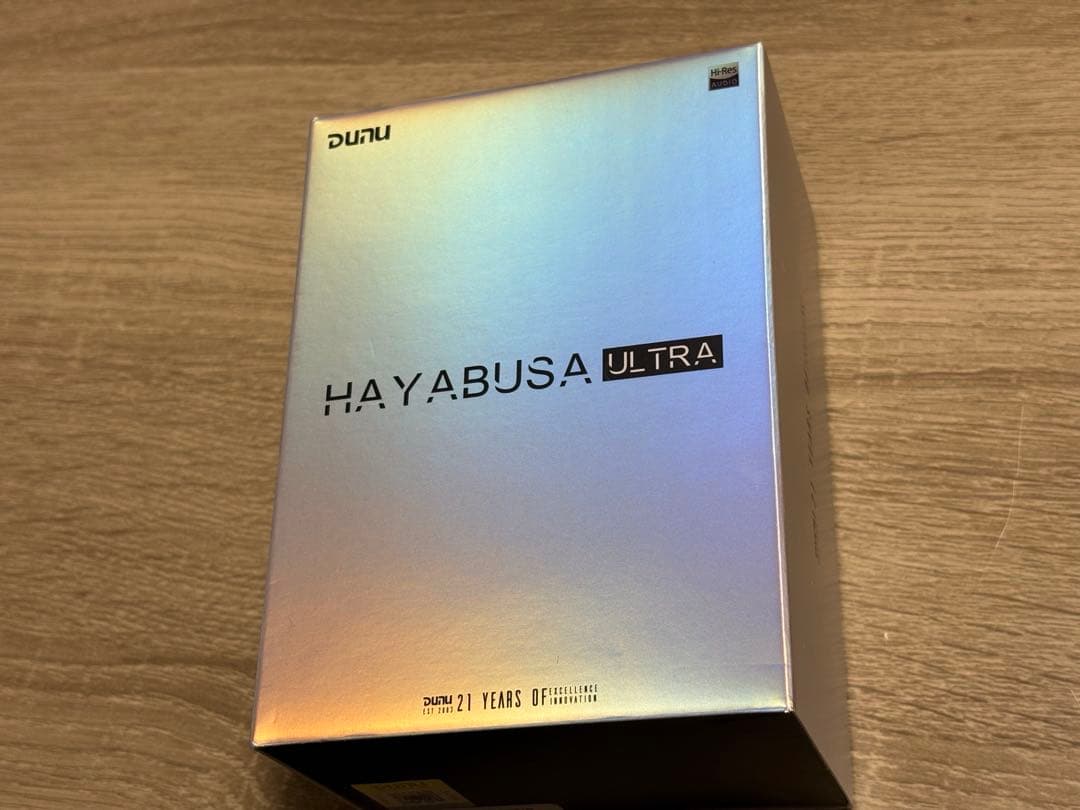 DUNU
Hi-Res
AUDIO
HAYABUSA ULTRA
DUNU EST 2003 21 YEARS OF EXCELLENCE INNOVATION